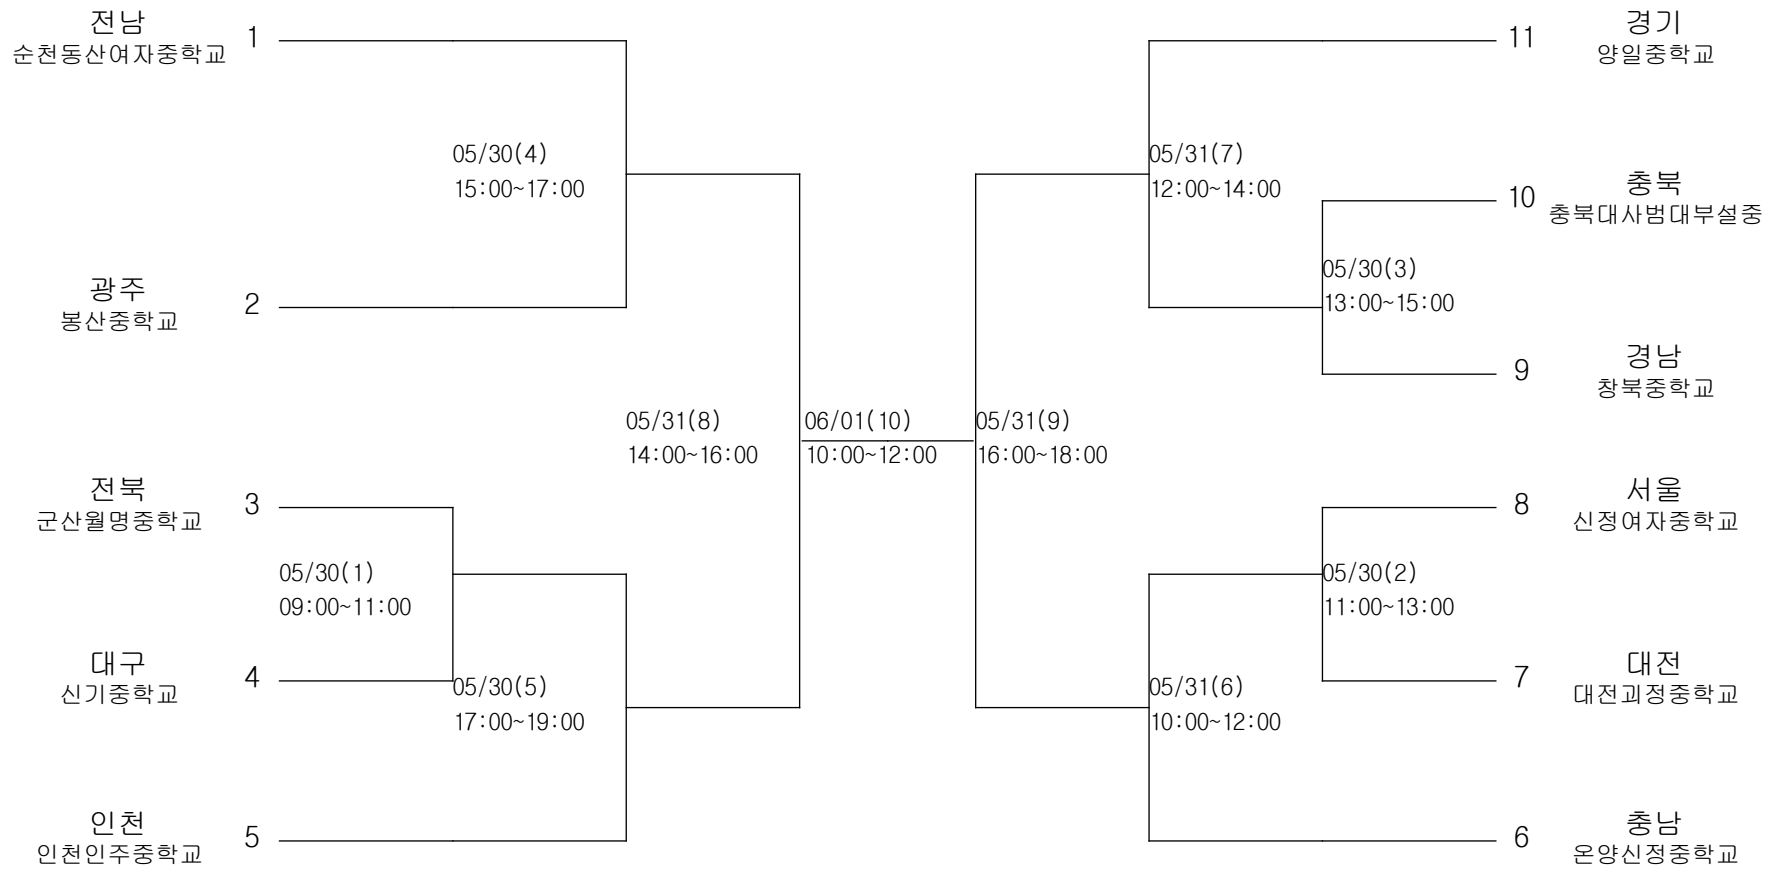 전남
순천동산여자중학교
1
11
경기
양일중학교
05/30(4)
15:00~17:00
05/31(7)
12:00~14:00
10
충북
충북대사범대부설중
광주
봉산중학교
2
05/30(3)
13:00~15:00
9
경남
창북중학교
05/31(8)
14:00~16:00
06/01(10)
10:00~12:00
05/31(9)
16:00~18:00
전북
군산월명중학교
3
8
서울
신정여자중학교
05/30(1)
09:00~11:00
05/30(2)
11:00~13:00
대구
신기중학교
4
05/30(5)
17:00~19:00
05/31(6)
10:00~12:00
7
대전
대전괴정중학교
인천
인천인주중학교
5
6
충남
온양신정중학교